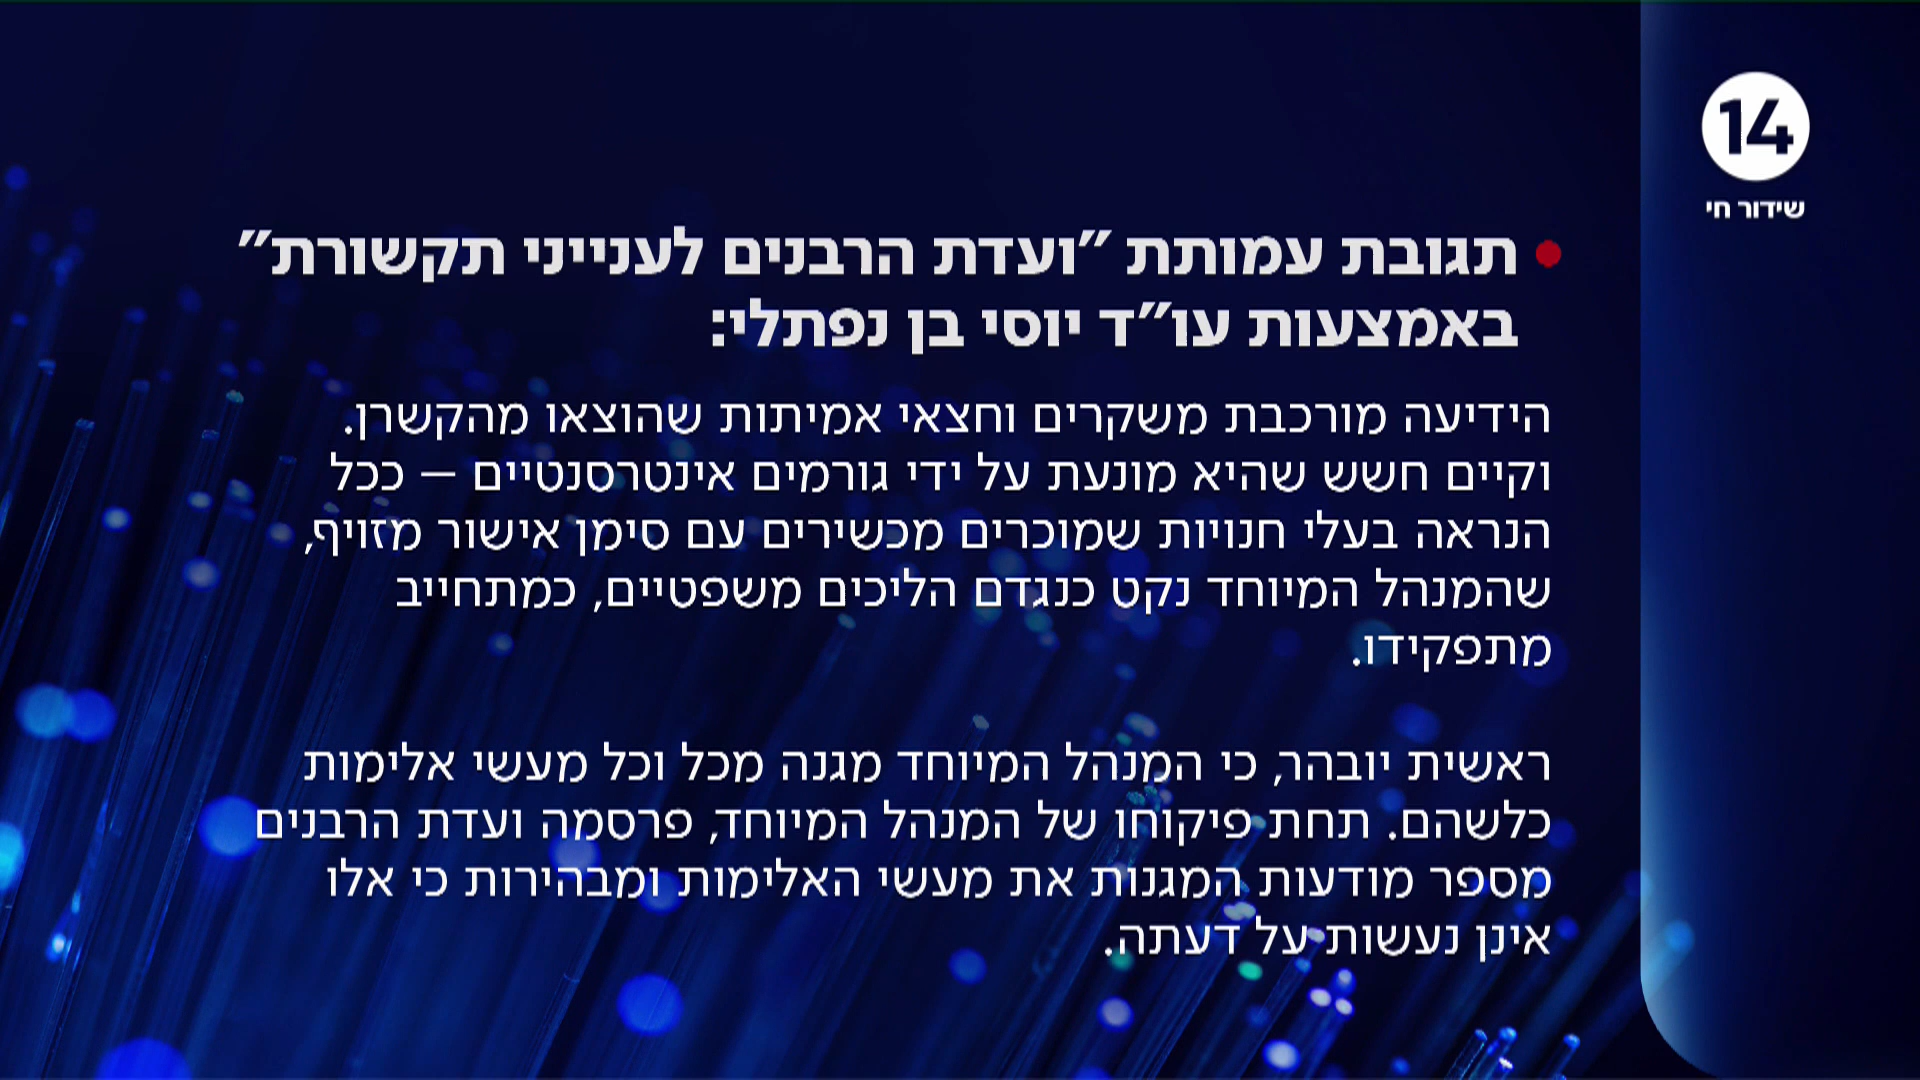 14
שידור חי
תגובת עמותת "ועדת הרבנים לענייני תקשורת"
באמצעות עו"ד יוסי בן נפתלי:
הידיעה מורכבת משקרים וחצאי אמיתות שהוצאו מהקשרן.
וקיים חשש שהיא מונעת על ידי גורמים אינטרסנטיים – ככל
הנראה בעלי חנויות שמוכרים מכשירים עם סימן אישור מזויף,
שהמנהל המיוחד נקט כנגדם הליכים משפטיים, כמתחייב
מתפקידו.
ראשית יובהר, כי המנהל המיוחד מגנה מכל וכל מעשי אלימות
כלשהם. תחת פיקוחו של המנהל המיוחד, פרסמה ועדת הרבנים
מספר מודעות המגנות את מעשי האלימות ומבהירות כי אלו
אינן נעשות על דעתה.